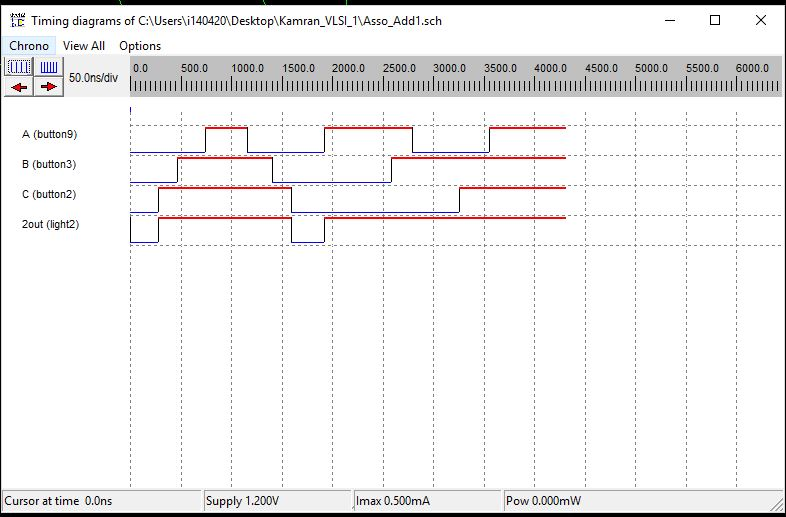 Timing diagrams of C:\Users\i140420\Desktop\Kamran_VLSI_1\Asso_Add1.sch
Chrono View All Options
50.0ns/div
0.0 500.0 1000.0 1500.0 2000.0 2500.0 3000.0 3500.0 4000.0 4500.0 5000.0 5500.0 6000.0
A (button9)
B (button3)
C (button2)
2out (light2)
Cursor at time 0.0ns Supply 1.200V Imax 0.500mA Pow 0.000mW